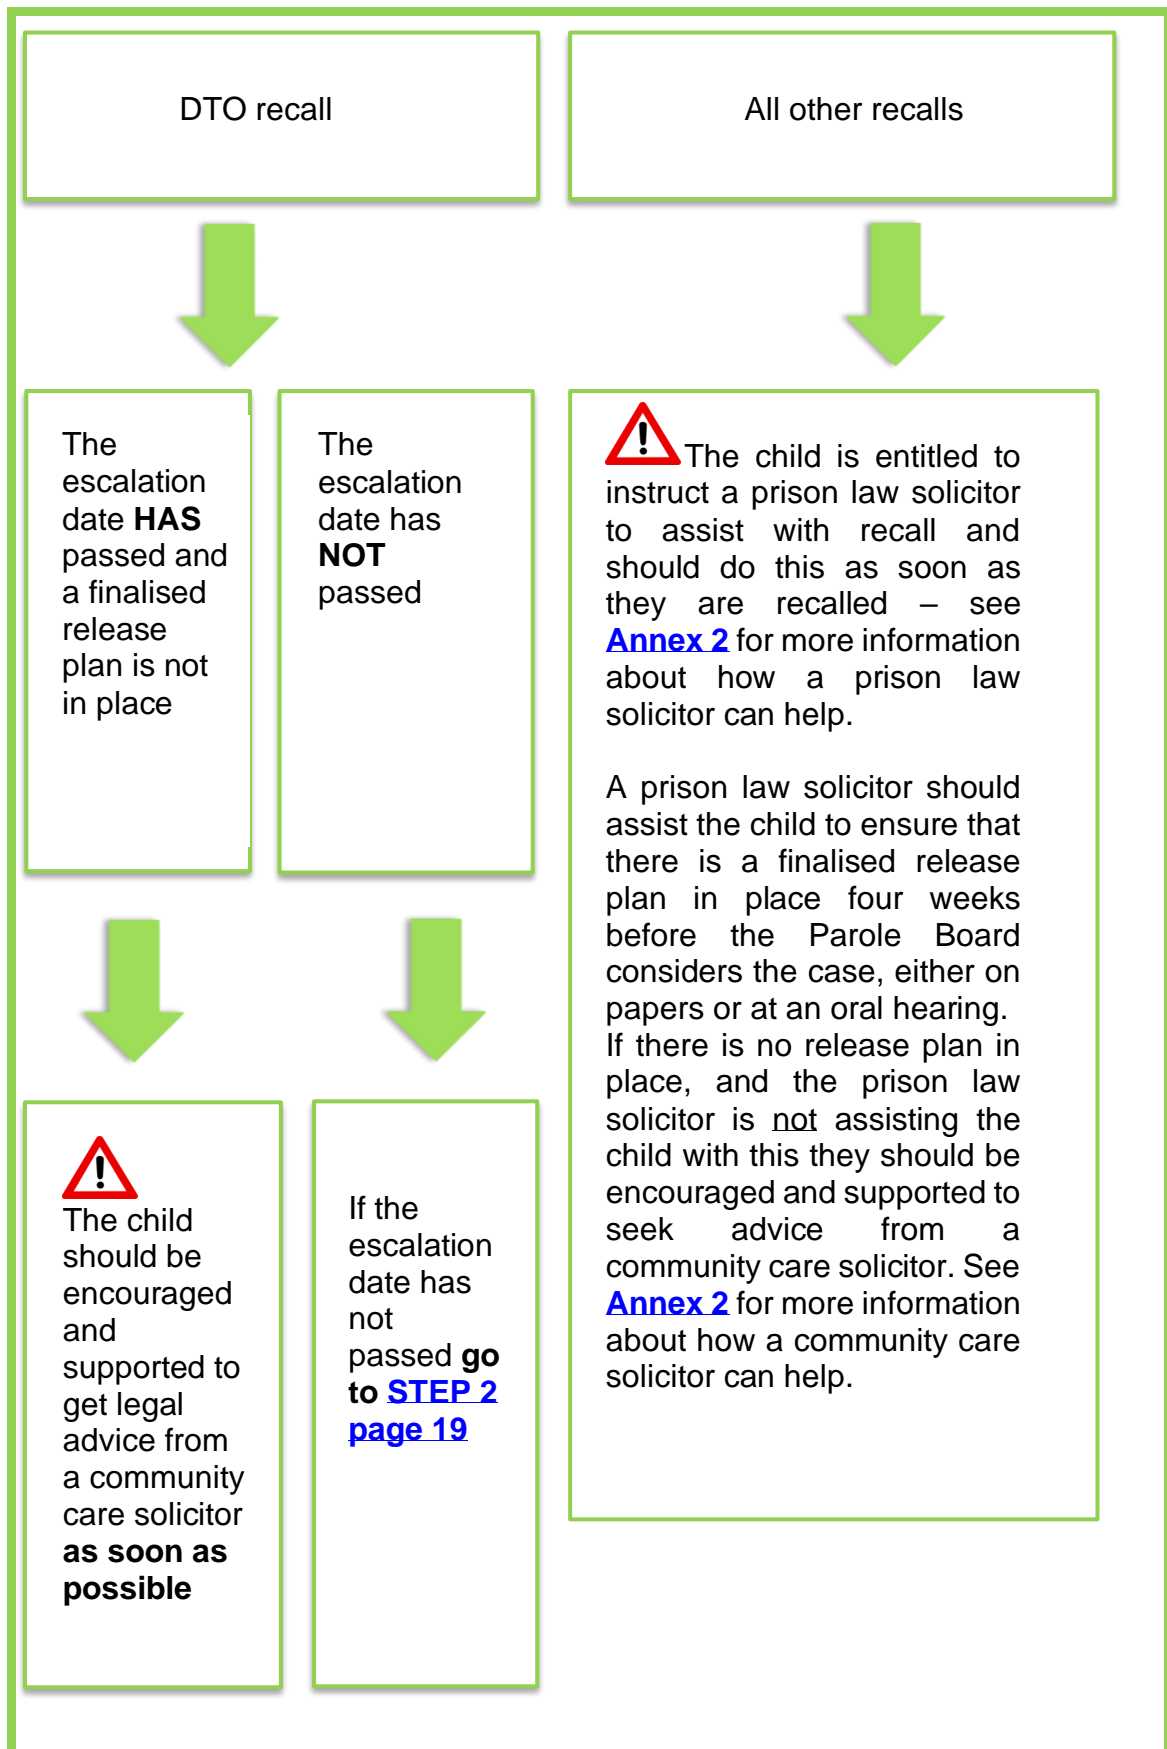 DTO recall
All other recalls
The
escalation
date HAS
passed and
a finalised
release
plan is not
in place
The
escalation
date has
NOT
passed
The child is entitled to
instruct a prison law solicitor
to assist with recall and
should do this as soon as
they are recalled – see
Annex 2 for more information
about how a prison law
solicitor can help.
A prison law solicitor should
assist the child to ensure that
there is a finalised release
plan in place four weeks
before the Parole Board
considers the case, either on
papers or at an oral hearing.
If there is no release plan in
place, and the prison law
solicitor is not assisting the
child with this they should be
encouraged and supported to
seek advice from a
community care solicitor. See
Annex 2 for more information
about how a community care
solicitor can help.
The child
should be
encouraged
and
supported to
get legal
advice from
a community
care solicitor
as soon as
possible
If the
escalation
date has
not
passed go
to STEP 2
page 19